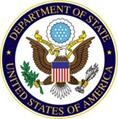 DEPARTMENT OF STATE
UNITED STATES OF AMERICA